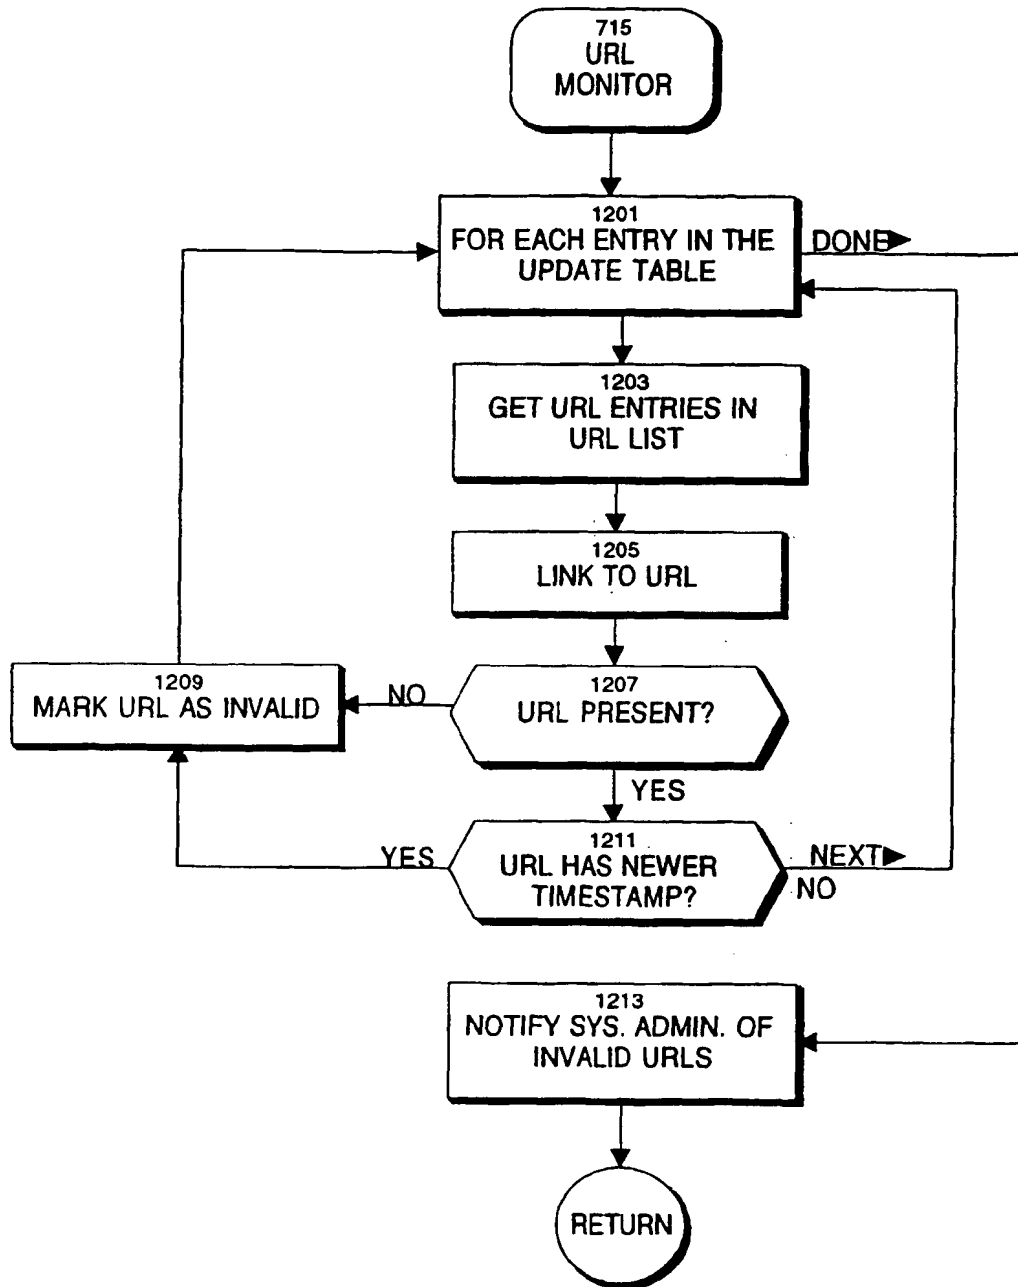 715
URL
MONITOR
1201
FOR EACH ENTRY IN THE
UPDATE TABLE
DONE
1203
GET URL ENTRIES IN
URL LIST
1205
LINK TO URL
1207
URL PRESENT?
NO
1209
MARK URL AS INVALID
YES
1211
URL HAS NEWER
TIMESTAMP?
YES
NEXT
NO
1213
NOTIFY SYS. ADMIN. OF
INVALID URLS
RETURN